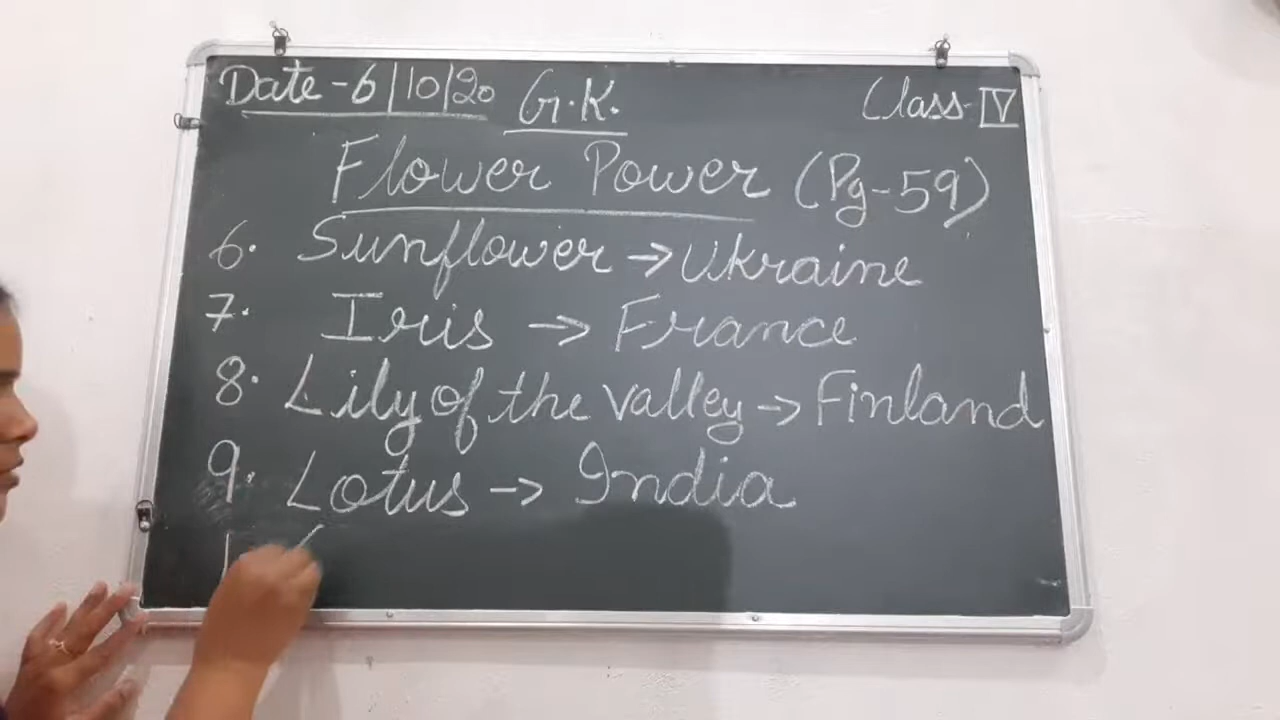 Date-6|10|20 G.K. Class-V
Flower Power (Pg-59)
6. Sunflower → Ukraine
7. Iris → France
8. Lily of the valley → Finland
9. Lotus → India
1